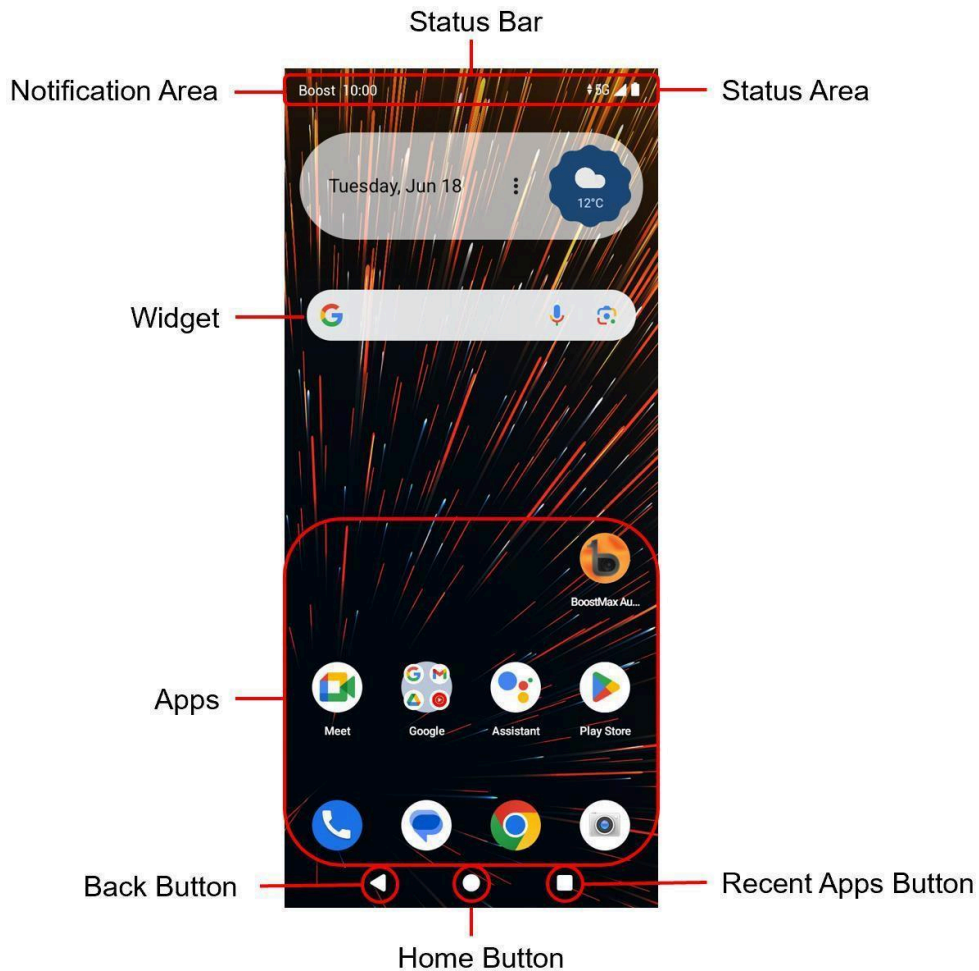 Status Bar
Notification Area
Boost 10:00
5G
Status Area
Tuesday, Jun 18
12°C
Widget
G
BoostMax Au...
Apps
Meet
Google
Assistant
Play Store
Back Button
Recent Apps Button
Home Button